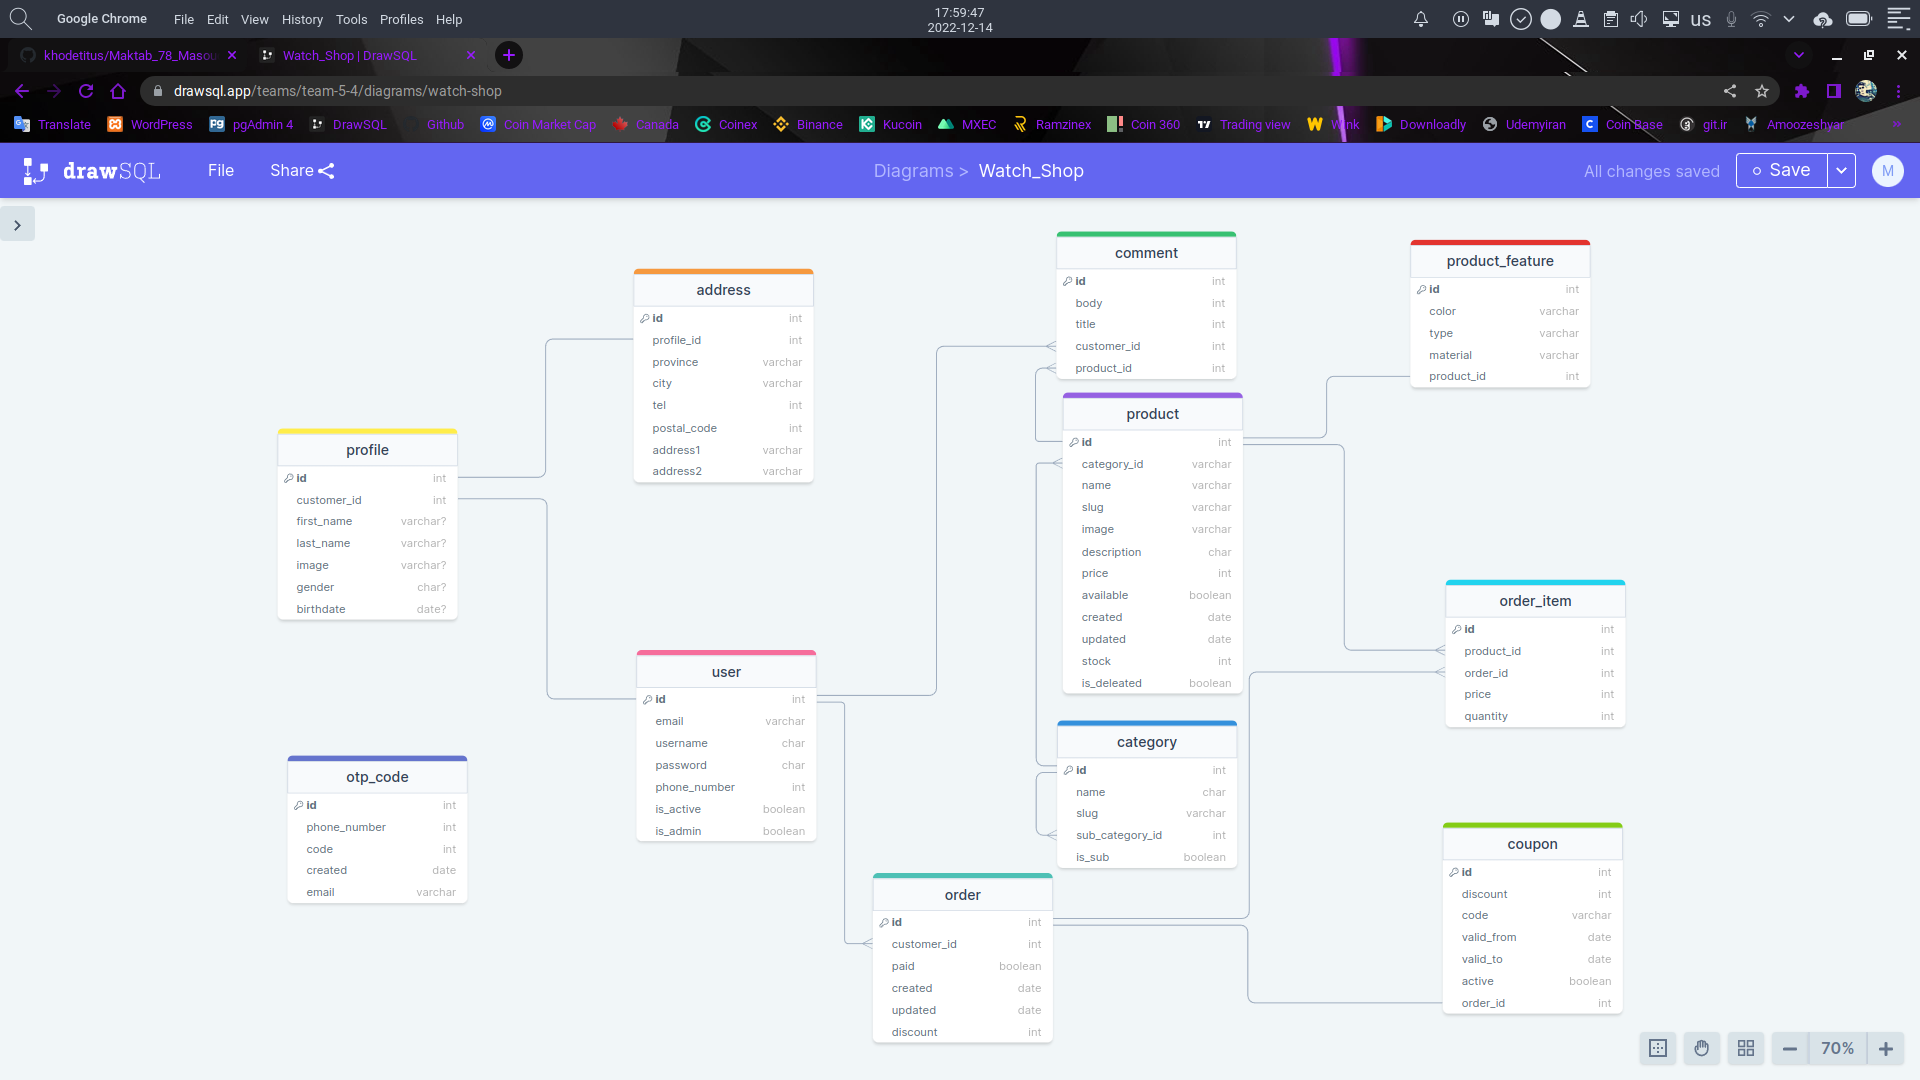 Google Chrome File Edit View History Tools Profiles Help
17:59:47
2022-12-14
us
khodetitus/Maktab_78_Masou
Watch_Shop | DrawSQL
drawsql.app/teams/team-5-4/diagrams/watch-shop
Translate WordPress pgAdmin 4 DrawSQL Github Coin Market Cap Canada Coinex Binance Kucoin MXEC Ramzinex Coin 360 Trading view Wink Downloadly Udemyiran Coin Base git.ir Amoozeshyar
drawSQL File Share Diagrams > Watch_Shop All changes saved Save M
address
id int
profile_id int
province varchar
city varchar
tel int
postal_code int
address1 varchar
address2 varchar
comment
id int
body int
title int
customer_id int
product_id int
product_feature
id int
color varchar
type varchar
material varchar
product_id int
profile
id int
customer_id int
first_name varchar?
last_name varchar?
image varchar?
gender char?
birthdate date?
product
id int
category_id varchar
name varchar
slug varchar
image varchar
description char
price int
available boolean
created date
updated date
stock int
is_deleated boolean
order_item
id int
product_id int
order_id int
price int
quantity int
user
id int
email varchar
username char
password char
phone_number int
is_active boolean
is_admin boolean
category
id int
name char
slug varchar
sub_category_id int
is_sub boolean
otp_code
id int
phone_number int
code int
created date
email varchar
order
id int
customer_id int
paid boolean
created date
updated date
discount int
coupon
id int
discount int
code varchar
valid_from date
valid_to date
active boolean
order_id int
70%